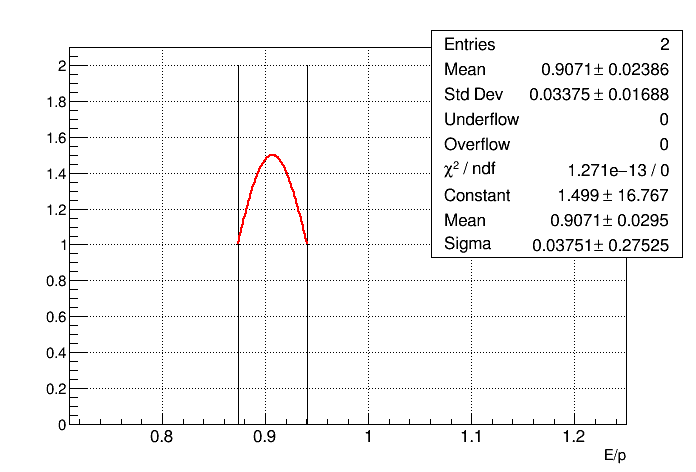 Entries 2
Mean 0.9071± 0.02386
Std Dev 0.03375± 0.01688
Underflow 0
Overflow 0
χ² / ndf 1.271e−13 / 0
Constant 1.499± 16.767
Mean 0.9071± 0.0295
Sigma 0.03751± 0.27525
2
1.8
1.6
1.4
1.2
1
0.8
0.6
0.4
0.2
0
0.8 0.9 1 1.1 1.2
E/p